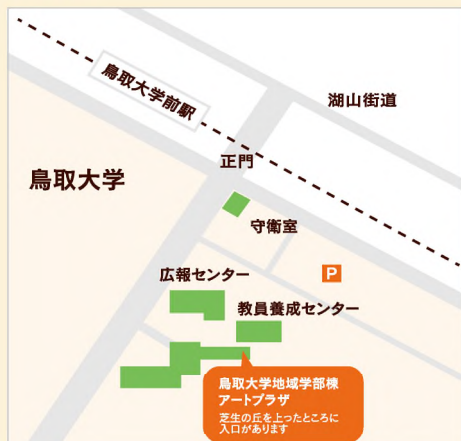 鳥取大学前駅
湖山街道
正門
鳥取大学
守衛室
P
広報センター
教員養成センター
鳥取大学地域学部棟
アートプラザ
芝生の丘を上ったところに
入口があります